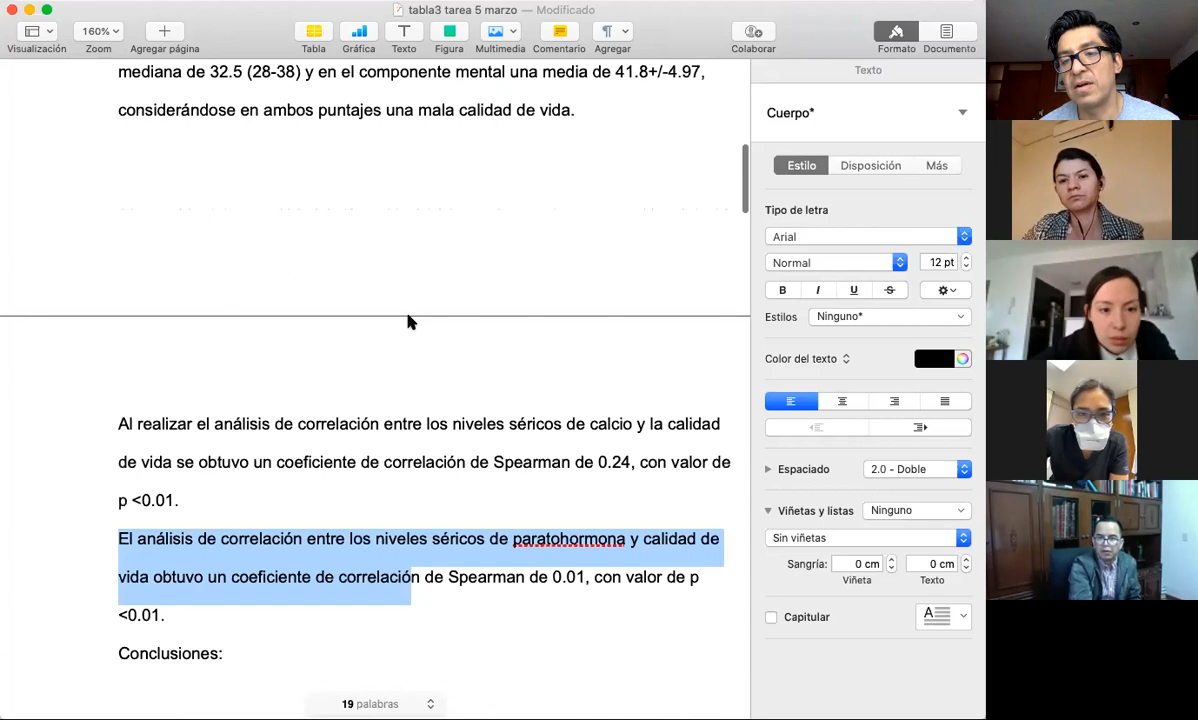 tabla3 tarea 5 marzo — Modificado
160%
Visualización Zoom Agregar página Tabla Gráfica Texto Figura Multimedia Comentario Agregar Colaborar Formato Documento
mediana de 32.5 (28-38) y en el componente mental una media de 41.8+/-4.97,
considerándose en ambos puntajes una mala calidad de vida.
Al realizar el análisis de correlación entre los niveles séricos de calcio y la calidad
de vida se obtuvo un coeficiente de correlación de Spearman de 0.24, con valor de
p <0.01.
El análisis de correlación entre los niveles séricos de paratohormona y calidad de
vida obtuvo un coeficiente de correlación de Spearman de 0.01, con valor de p
<0.01.
Conclusiones:
19 palabras
Texto
Cuerpo*
Estilo Disposición Más
Tipo de letra
Arial
Normal 12 pt
B I U S
Estilos Ninguno*
Color del texto
Espaciado 2.0 - Doble
Viñetas y listas Ninguno
Sin viñetas
Sangría: 0 cm 0 cm
Viñeta Texto
Capitular A